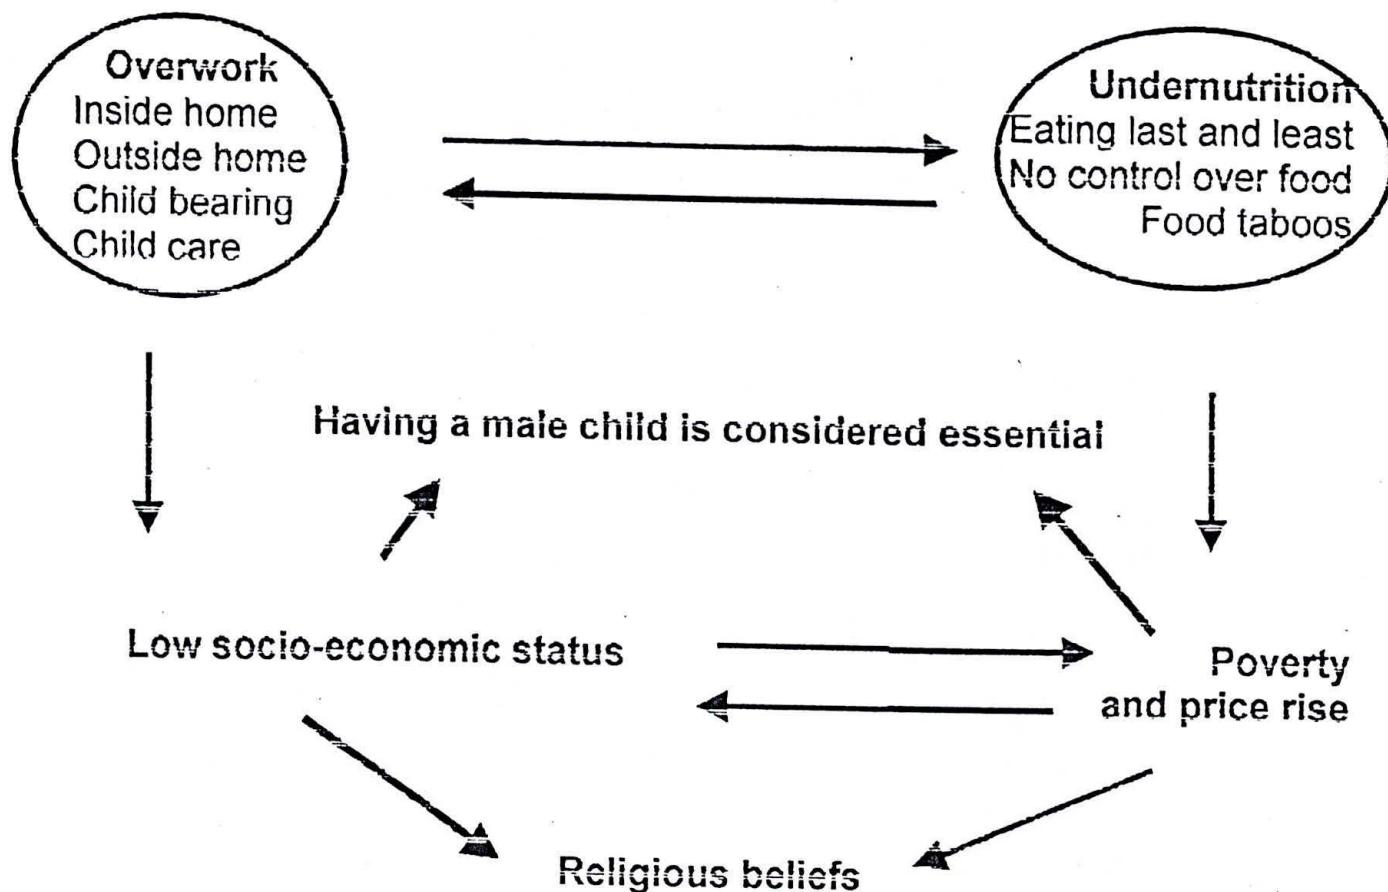 Overwork
Inside home
Outside home
Child bearing
Child care
Undernutrition
Eating last and least
No control over food
Food taboos
Having a male child is considered essential
Low socio-economic status
Poverty
and price rise
Religious beliefs